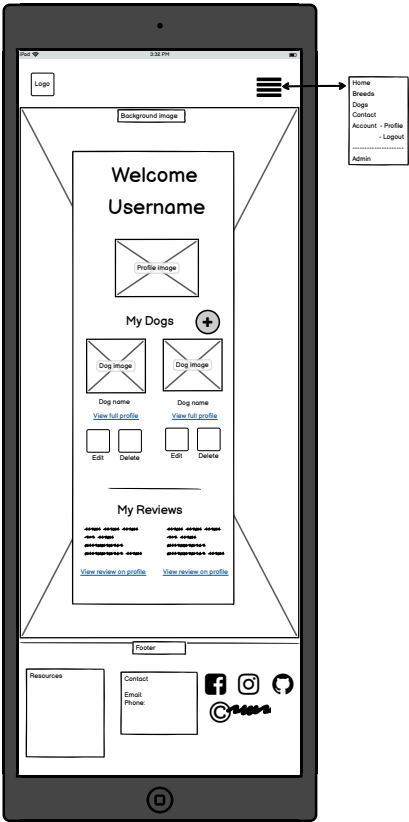 iPad 3:32 PM
Logo
Home
Breeds
Dogs
Contact
Account - Profile
- Logout
Admin
Background image
Welcome
Username
Profile image
My Dogs
Dog image Dog image
Dog name Dog name
View full profile View full profile
Edit Delete Edit Delete
My Reviews
View review on profile View review on profile
Footer
Resources
Contact
Email:
Phone:
©